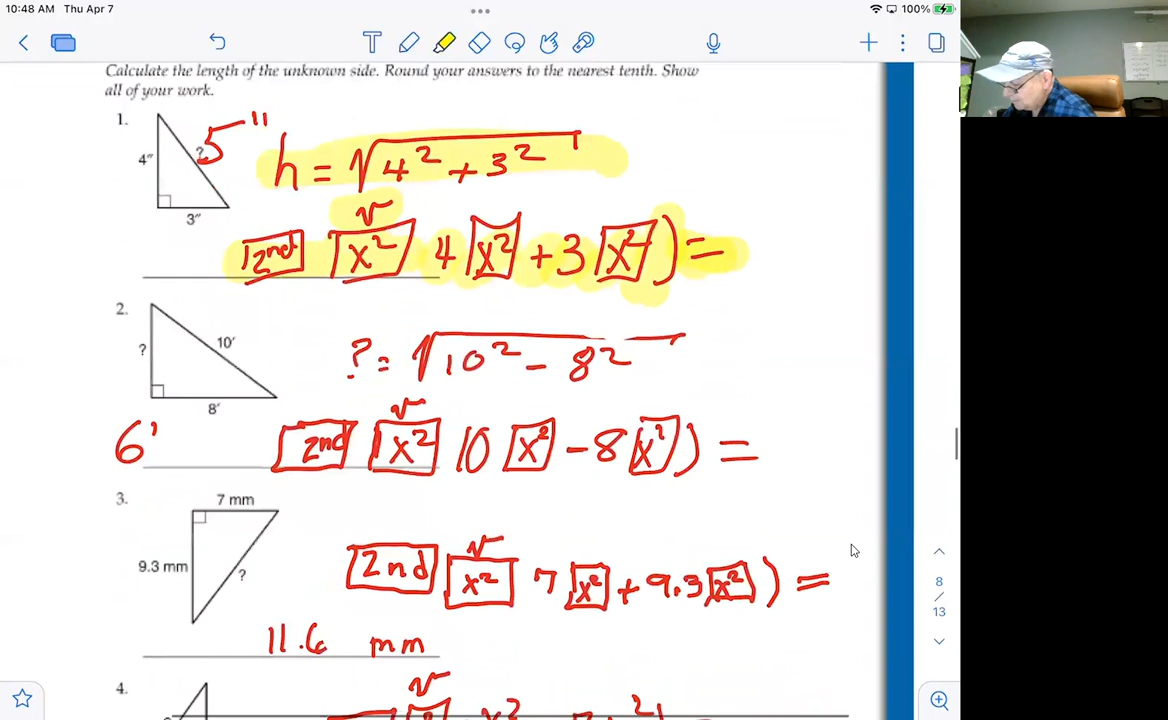 10:48 AM Thu Apr 7
100%
Calculate the length of the unknown side. Round your answers to the nearest tenth. Show
all of your work.
1.
4"
?
5"
3"
h = √4² + 3²
√
2nd x² 4 x² + 3 x² ) =
2.
?
10'
8'
? = √10² - 8²
√
6' 2nd x² 10 x² - 8 x² ) =
3.
7 mm
9.3 mm
?
√
2nd x² 7 x² + 9.3 x² ) =
11.6 mm
4.
√
8
/
13